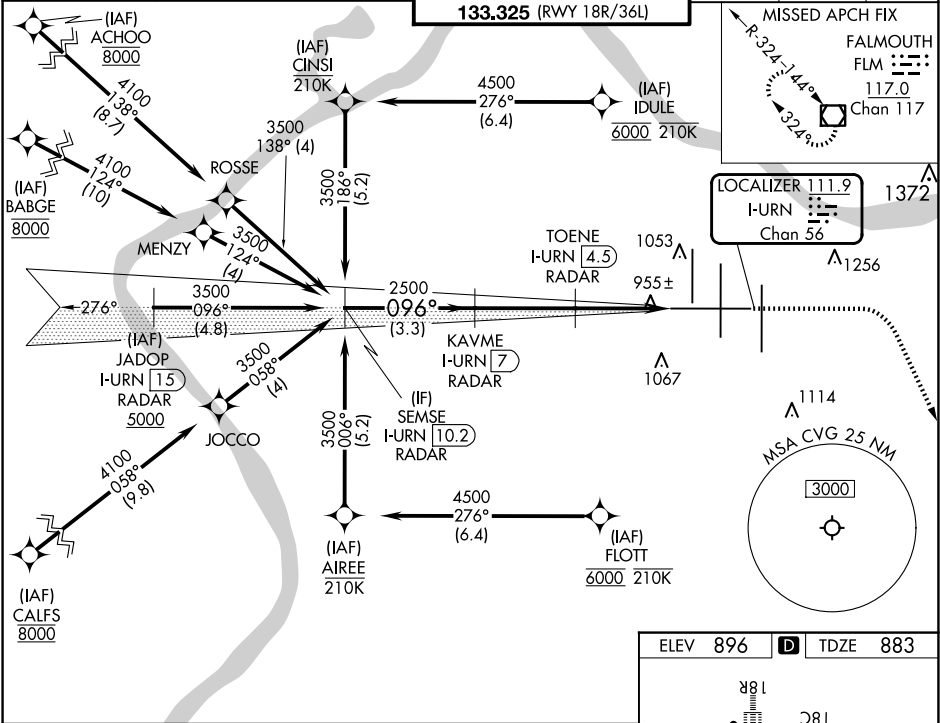 133.325 (RWY 18R/36L)
(IAF)
ACHOO
8000
4100
138°
(8.7)
(IAF)
CINSI
210K
4500
276°
(6.4)
(IAF)
IDULE
6000 210K
MISSED APCH FIX
R-324
144°
324°
FALMOUTH
FLM
117.0
Chan 117
3500
138° (4)
4100
124°
(10)
(IAF)
BABGE
8000
ROSSE
MENZY
3500
124°
(4)
3500
186°
(5.2)
LOCALIZER 111.9
I-URN
Chan 56
1372
1256
TOENE
I-URN 4.5
RADAR
1053
955±
276°
3500
096°
(4.8)
2500
096°
(3.3)
(IAF)
JADOP
I-URN 15
RADAR
5000
KAVME
I-URN 7
RADAR
1067
3500
058°
(4)
JOCCO
(IF)
SEMSE
I-URN 10.2
RADAR
3500
006°
(5.2)
1114
MSA CVG 25 NM
3000
4100
058°
(9.8)
(IAF)
CALFS
8000
(IAF)
AIREE
210K
4500
276°
(6.4)
(IAF)
FLOTT
6000 210K
ELEV 896 D TDZE 883
18R
18C